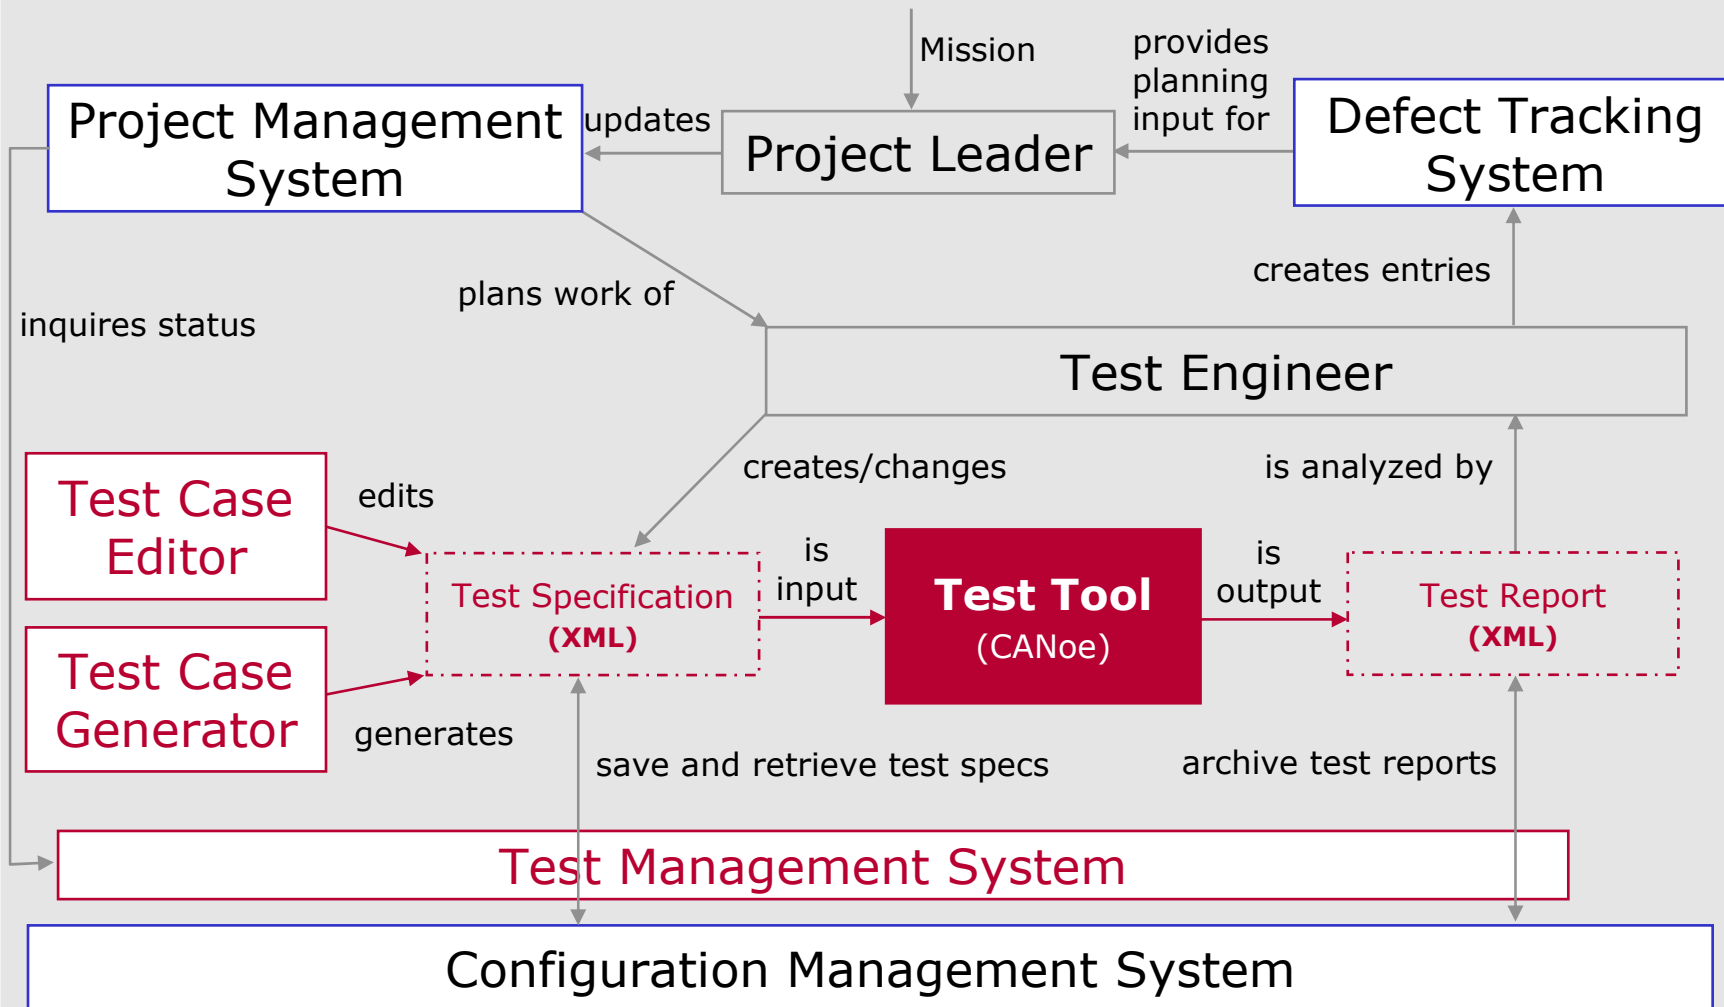 Mission
provides
planning
input for
Project Management
System
updates
Project Leader
Defect Tracking
System
creates entries
plans work of
inquires status
Test Engineer
creates/changes
is analyzed by
Test Case
Editor
edits
is
input
is
output
Test Specification
(XML)
Test Tool
(CANoe)
Test Report
(XML)
Test Case
Generator
generates
save and retrieve test specs
archive test reports
Test Management System
Configuration Management System